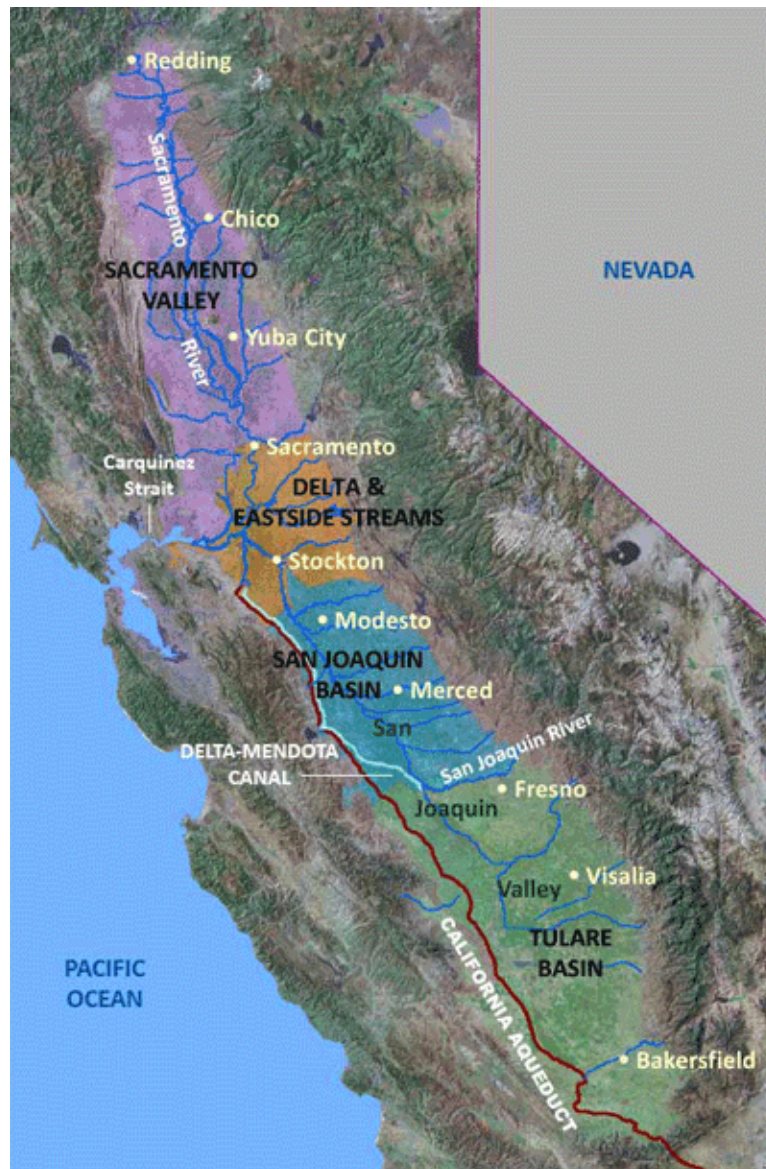 Redding
Sacramento
Chico
SACRAMENTO
VALLEY
NEVADA
Yuba City
River
Sacramento
Carquinez
Strait
DELTA &
EASTSIDE STREAMS
Stockton
Modesto
SAN JOAQUIN
BASIN
Merced
San
San Joaquin River
DELTA-MENDOTA
CANAL
Fresno
Joaquin
Visalia
Valley
TULARE
BASIN
PACIFIC
OCEAN
CALIFORNIA AQUEDUCT
Bakersfield